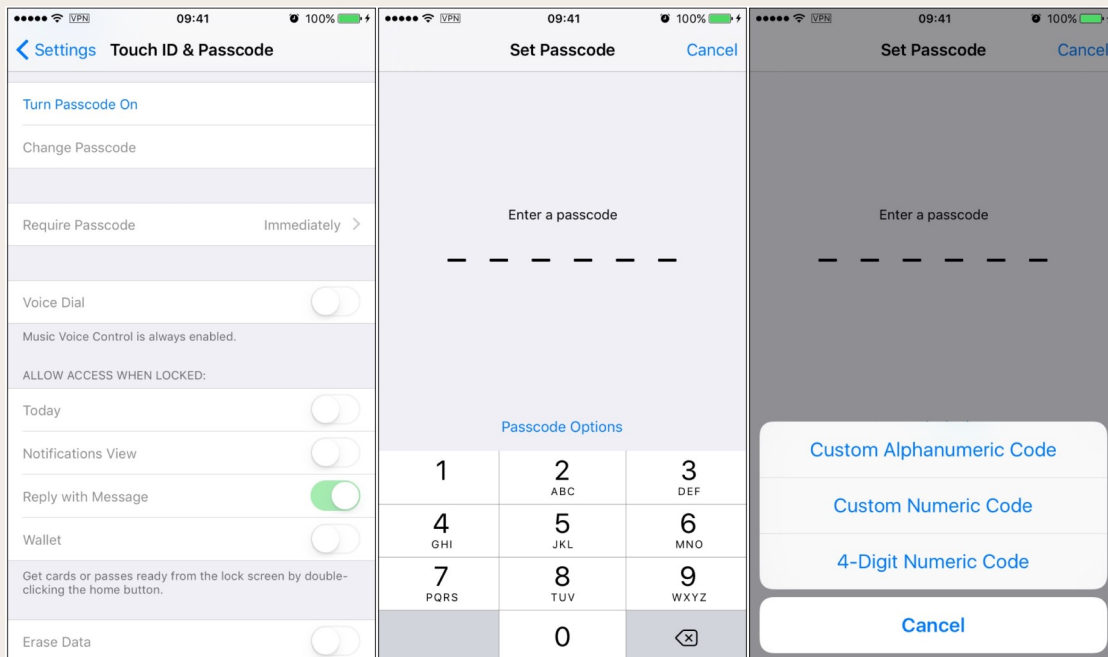 VPN 09:41 100%
Settings Touch ID & Passcode
Turn Passcode On
Change Passcode
Require Passcode Immediately
Voice Dial
Music Voice Control is always enabled.
ALLOW ACCESS WHEN LOCKED:
Today
Notifications View
Reply with Message
Wallet
Get cards or passes ready from the lock screen by double-
clicking the home button.
Erase Data
VPN 09:41 100%
Set Passcode Cancel
Enter a passcode
Passcode Options
1 2 3
ABC DEF
4 5 6
GHI JKL MNO
7 8 9
PQRS TUV WXYZ
0
VPN 09:41 100%
Set Passcode Cancel
Enter a passcode
Custom Alphanumeric Code
Custom Numeric Code
4-Digit Numeric Code
Cancel